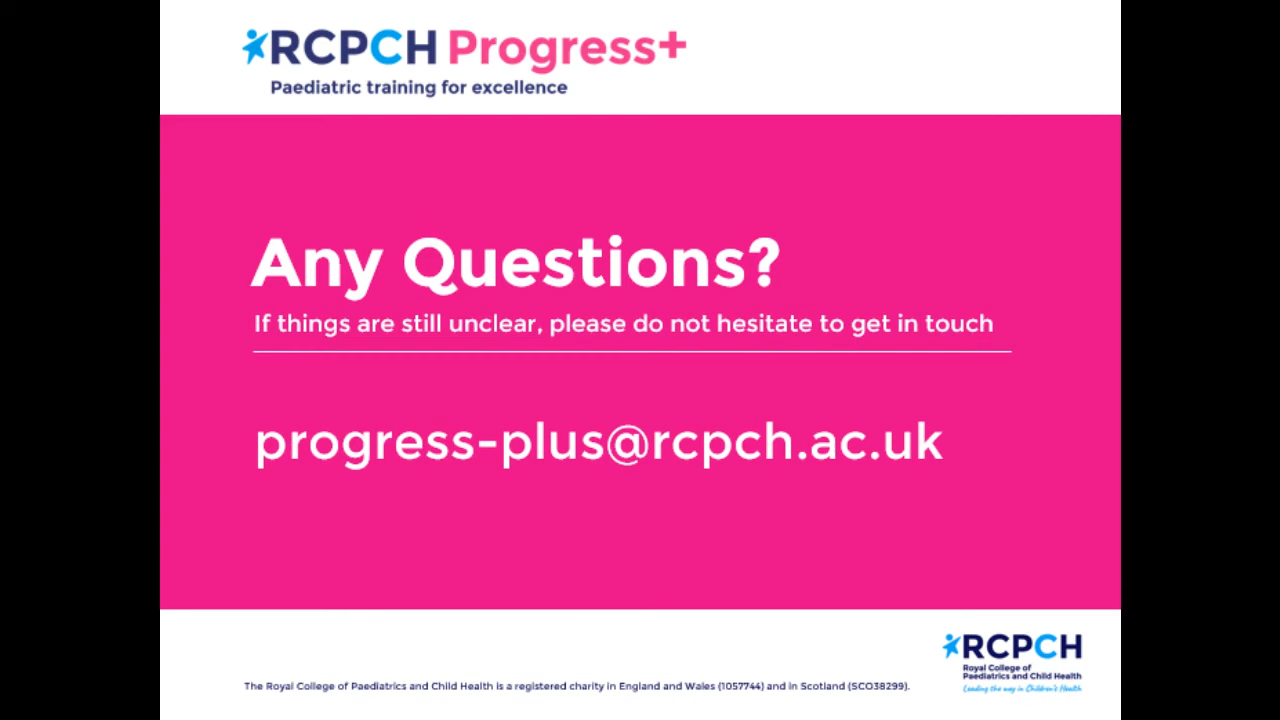 RCPCH Progress+
Paediatric training for excellence
Any Questions?
If things are still unclear, please do not hesitate to get in touch
progress-plus@rcpch.ac.uk
RCPCH
Royal College of
Paediatrics and Child Health
Leading the way in Children's Health
The Royal College of Paediatrics and Child Health is a registered charity in England and Wales (1057744) and in Scotland (SCO38299).